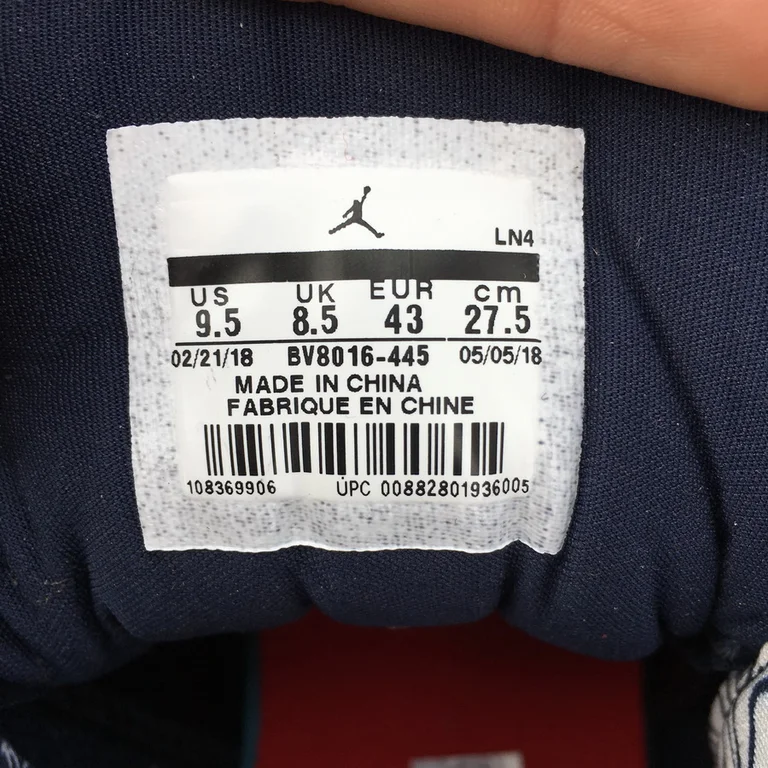 LN4
US UK EUR cm
9.5 8.5 43 27.5
02/21/18 BV8016-445 05/05/18
MADE IN CHINA
FABRIQUE EN CHINE
108369906 UPC 00882801936005